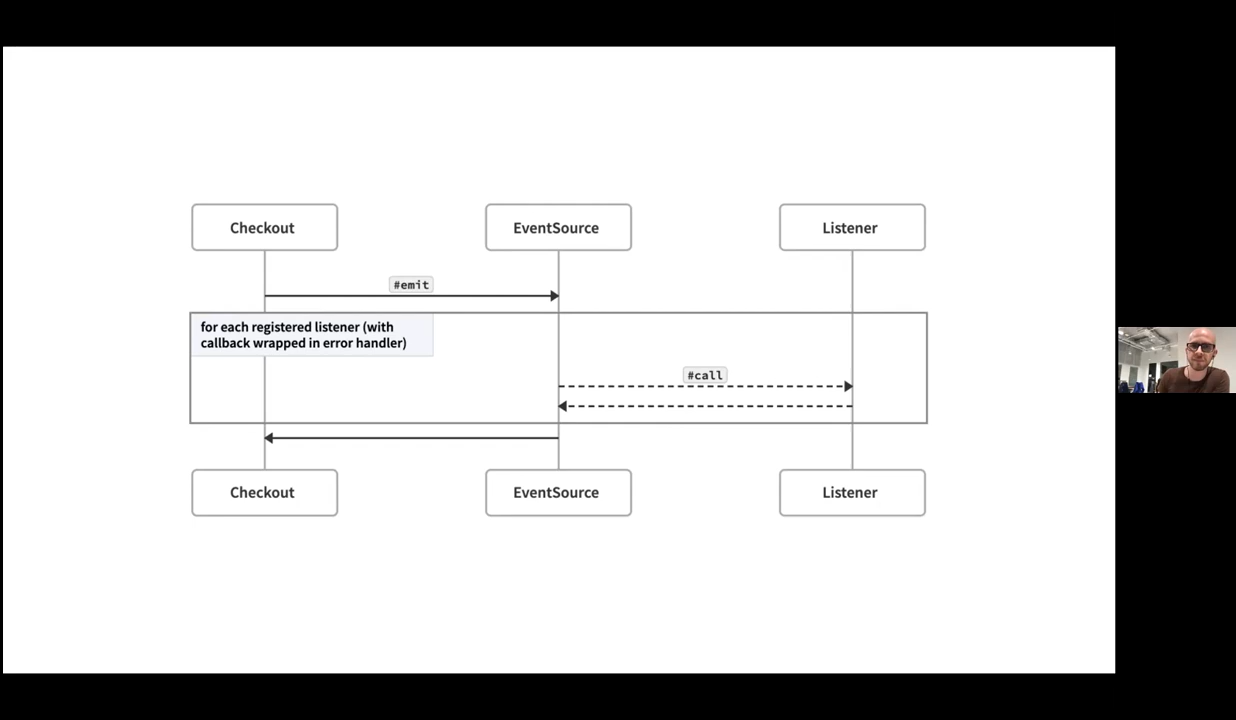 Checkout
EventSource
Listener
#emit
for each registered listener (with
callback wrapped in error handler)
#call
Checkout
EventSource
Listener